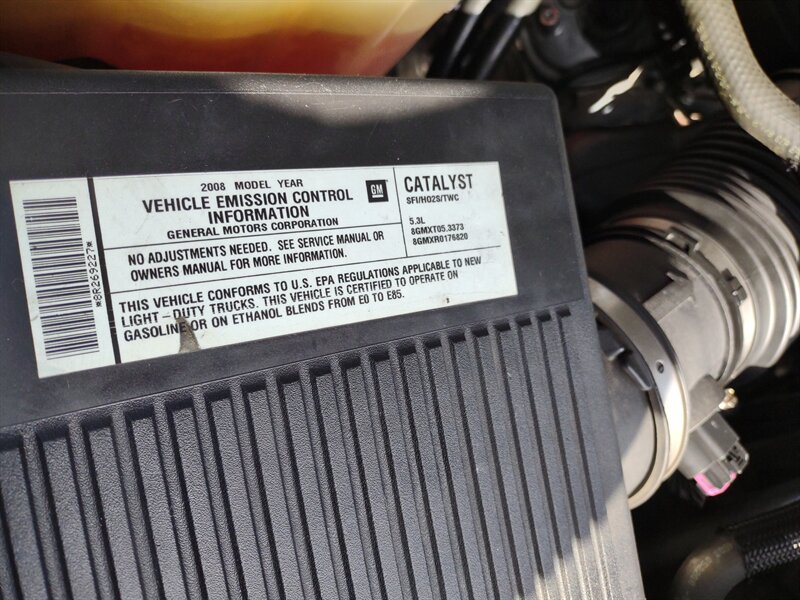 *8R269227*
2008 MODEL YEAR
VEHICLE EMISSION CONTROL
INFORMATION
GENERAL MOTORS CORPORATION
GM
NO ADJUSTMENTS NEEDED. SEE SERVICE MANUAL OR
OWNERS MANUAL FOR MORE INFORMATION.
CATALYST
SFI/HO2S/TWC
5.3L
8GMXT05.3373
8GMXR0176820
THIS VEHICLE CONFORMS TO U.S. EPA REGULATIONS APPLICABLE TO NEW
LIGHT-DUTY TRUCKS. THIS VEHICLE IS CERTIFIED TO OPERATE ON
GASOLINE OR ON ETHANOL BLENDS FROM E0 TO E85.